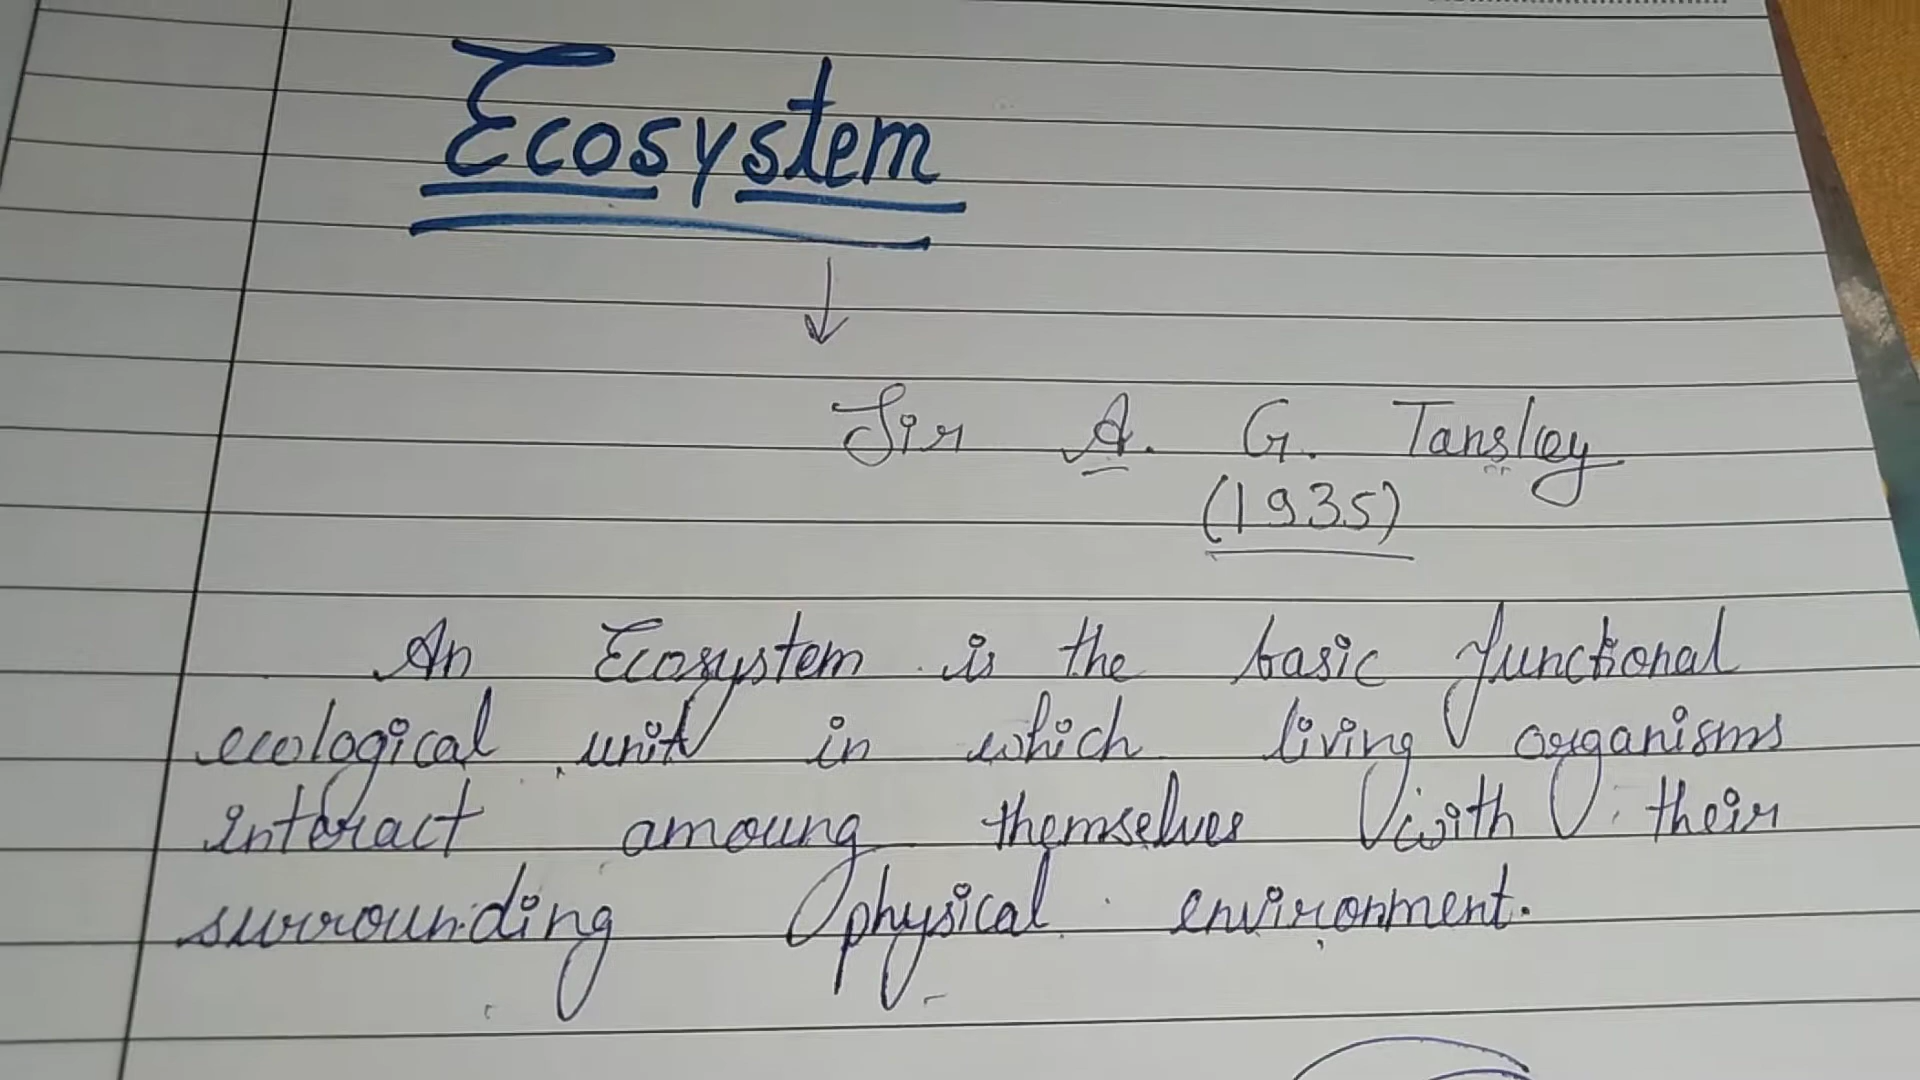 Ecosystem
Sir A. G. Tansley
(1935)
An Ecosystem is the basic functional
ecological unit in which living organisms
interact amoung themselves with their
surrounding physical environment.